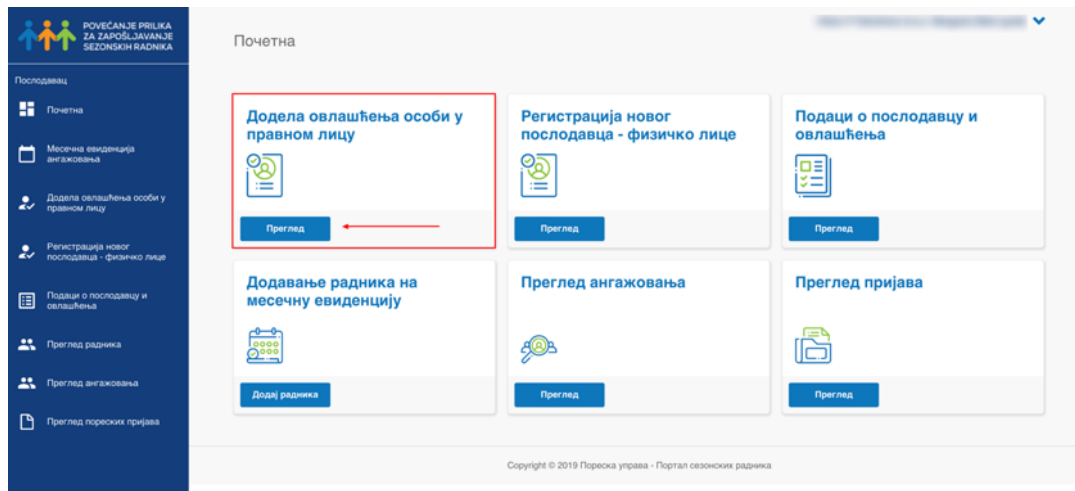 POVEĆANJE PRILIKA
ZA ZAPOŠLJAVANJE
SEZONSKIH RADNIKA
Послодавац
Почетна
Месечна евиденција
ангажовања
Додела овлашћења особи у
правном лицу
Регистрација новог
послодавца - физичко лице
Подаци о послодавцу и
овлашћења
Преглед радника
Преглед ангажовања
Преглед пореских пријава
Почетна
Додела овлашћења особи у
правном лицу
Преглед
Регистрација новог
послодавца - физичко лице
Преглед
Подаци о послодавцу и
овлашћења
Преглед
Додавање радника на
месечну евиденцију
Додај радника
Преглед ангажовања
Преглед
Преглед пријава
Преглед
Copyright © 2019 Пореска управа - Портал сезонских радника